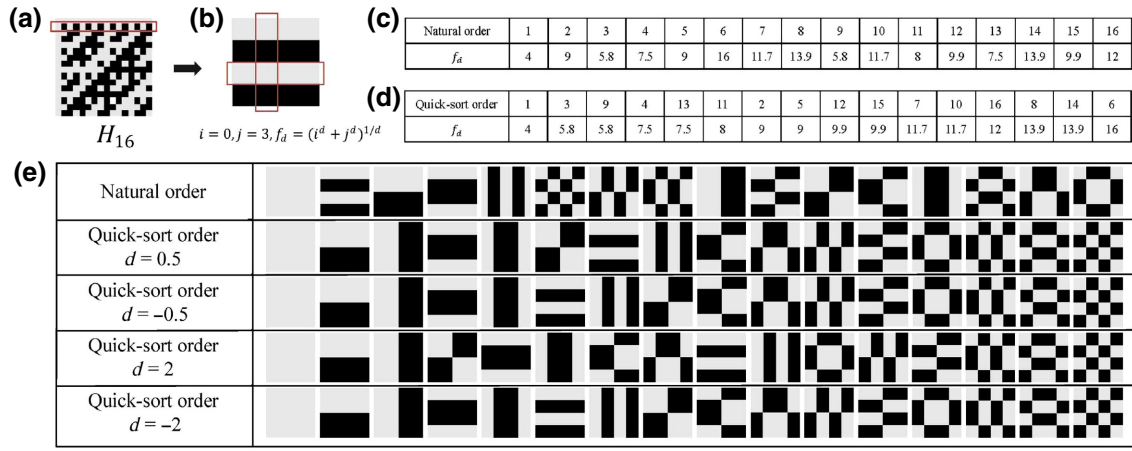 (a)
H₁₆
(b)
i = 0, j = 3, f_d = (i^d + j^d)^{1/d}
(c)
Natural order 1 2 3 4 5 6 7 8 9 10 11 12 13 14 15 16
f_d 4 9 5.8 7.5 9 16 11.7 13.9 5.8 11.7 8 9.9 7.5 13.9 9.9 12
(d)
Quick-sort order 1 3 9 4 13 11 2 5 12 15 7 10 16 8 14 6
f_d 4 5.8 5.8 7.5 7.5 8 9 9 9.9 9.9 11.7 11.7 12 13.9 13.9 16
(e)
Natural order
Quick-sort order
d = 0.5
Quick-sort order
d = –0.5
Quick-sort order
d = 2
Quick-sort order
d = –2